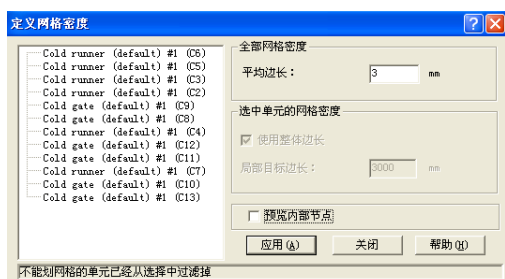 定义网格密度
Cold runner (default) #1 (C6)
Cold runner (default) #1 (C5)
Cold runner (default) #1 (C3)
Cold runner (default) #1 (C2)
Cold gate (default) #1 (C9)
Cold gate (default) #1 (C8)
Cold runner (default) #1 (C4)
Cold gate (default) #1 (C12)
Cold gate (default) #1 (C11)
Cold runner (default) #1 (C7)
Cold gate (default) #1 (C10)
Cold gate (default) #1 (C13)
全部网格密度
平均边长： 3 mm
选中单元的网格密度
使用整体边长
局部目标边长： 3000 mm
预览内部节点
应用(A) 关闭 帮助(H)
不能划网格的单元已经从选择中过滤掉